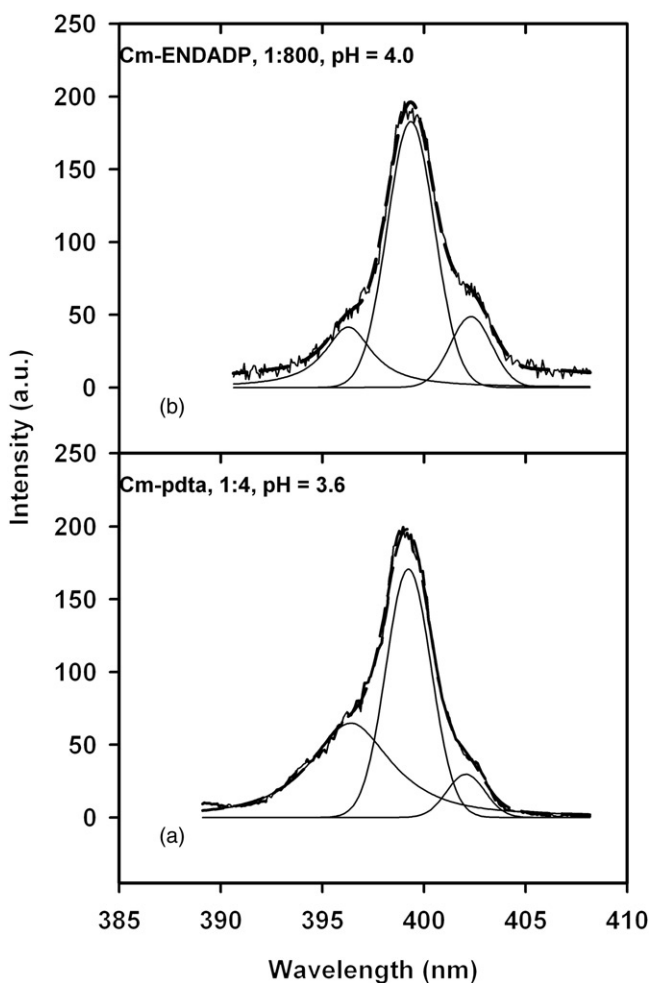 250
Cm-ENDADP, 1:800, pH = 4.0
200
150
100
50
0
(b)
250
Cm-pdta, 1:4, pH = 3.6
200
150
100
50
0
(a)
385 390 395 400 405 410
Wavelength (nm)
Intensity (a.u.)